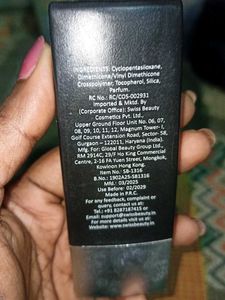 INGREDIENTS: Cyclopentasiloxane,
Dimethicone/Vinyl Dimethicone
Crosspolymer, Tocopherol, Silica,
Parfum.
RC NO.: RC/COS-002931
Imported & Mktd. By
(Corporate Office): Swiss Beauty
Cosmetics Pvt. Ltd.
Upper Ground Floor Unit No. 06, 07,
08, 09, 10, 11, 12, Magnum Tower- I,
Golf Course Extension Road, Sector- 58,
Gurgaon – 122011, Haryana (India).
Mfg. For: Global Beauty Group Ltd.,
RM 2914C, 29/F Ho King Commercial
Centre, 2-16 FA Yuen Street, Mongkok,
Kowloon Hong Kong.
Item No.: SB-1316
B.No.: 1902A25-SB1316
Mfd.: 03/2025
Use Before: 02/2029
Made in P.R.C.
For any feedback, complaint or
query, contact us at:
Tel: +91 8287187415
Email: support@swissbeauty.in
For more details visit us at:
www.swissbeauty.in